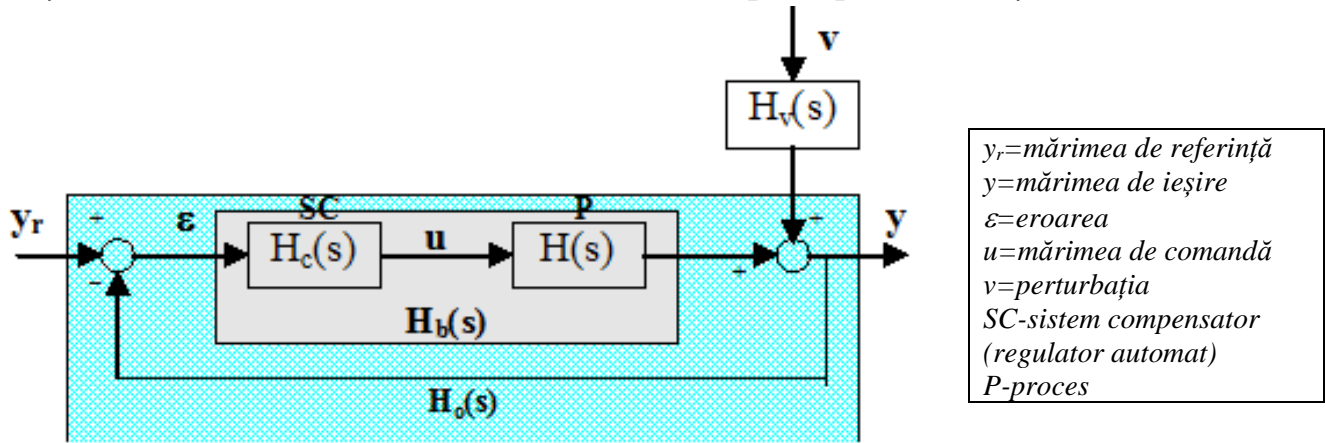 v
Hv(s)
yr
+
ε
SC
Hc(s)
u
P
H(s)
+
+
y
−
Hb(s)
Ho(s)
yr=mărimea de referință
y=mărimea de ieșire
ε=eroarea
u=mărimea de comandă
v=perturbația
SC-sistem compensator
(regulator automat)
P-proces